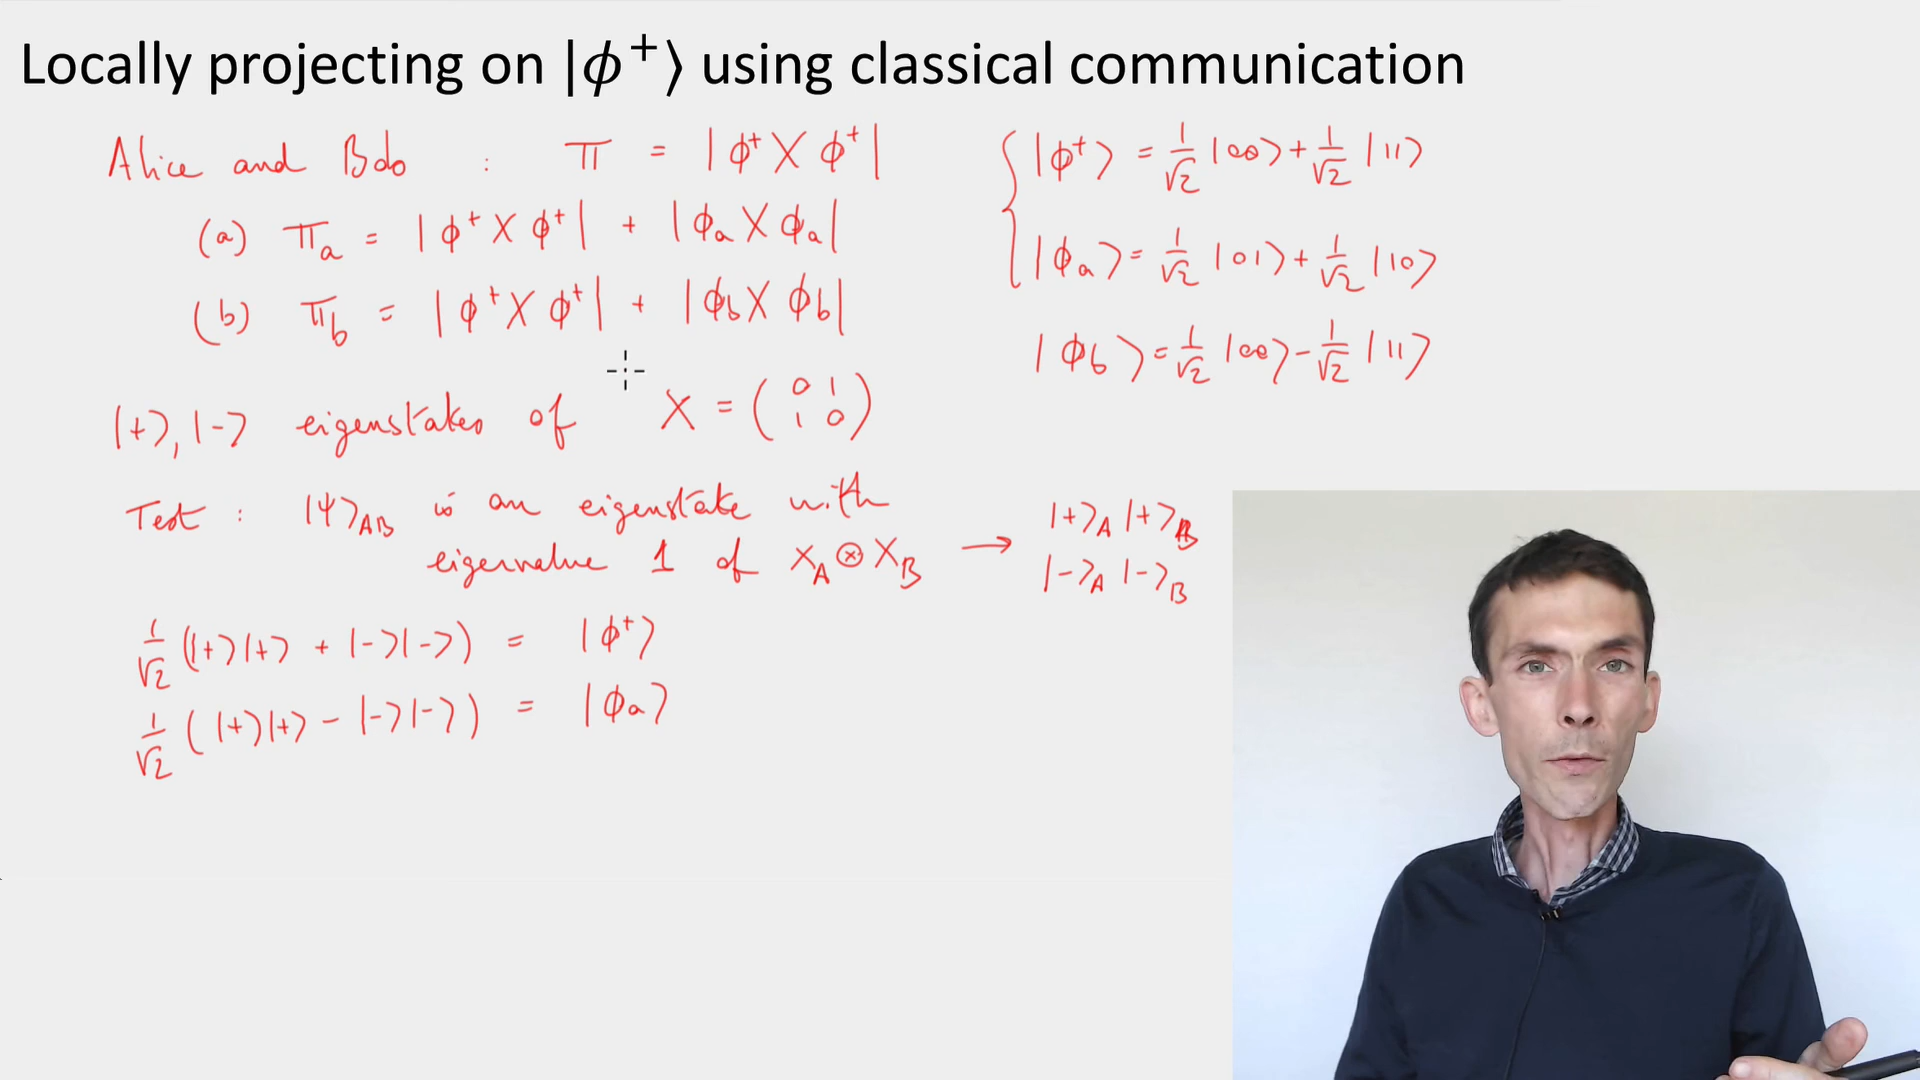 Locally projecting on |ϕ⁺⟩ using classical communication
Alice and Bob : Π = |ϕ⁺X ϕ⁺|
(a) Π_a = |ϕ⁺X ϕ⁺| + |ϕ_a X ϕ_a|
(b) Π_b = |ϕ⁺X ϕ⁺| + |ϕ_b X ϕ_b|
{ |ϕ⁺⟩ = 1/√2 |00⟩ + 1/√2 |11⟩
|ϕ_a⟩ = 1/√2 |01⟩ + 1/√2 |10⟩
|ϕ_b⟩ = 1/√2 |00⟩ - 1/√2 |11⟩
|+⟩, |-⟩ eigenstates of X = (0 1
1 0)
Test : |Ψ⟩_AB is an eigenstate with
eigenvalue 1 of X_A ⊗ X_B → |+⟩_A |+⟩_B
|-⟩_A |-⟩_B
1/√2 (|+⟩|+⟩ + |-⟩|-⟩) = |ϕ⁺⟩
1/√2 (|+⟩|+⟩ - |-⟩|-⟩) = |ϕ_a⟩